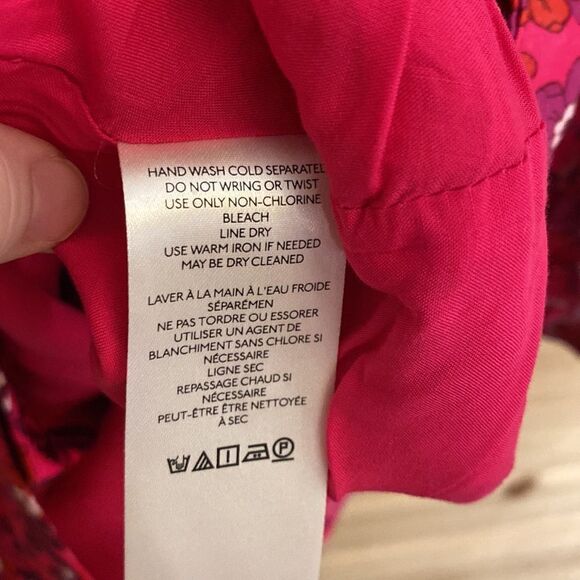 HAND WASH COLD SEPARATEL
DO NOT WRING OR TWIST
USE ONLY NON-CHLORINE
BLEACH
LINE DRY
USE WARM IRON IF NEEDED
MAY BE DRY CLEANED
LAVER À LA MAIN À L'EAU FROIDE
SÉPARÉMEN
NE PAS TORDRE OU ESSORER
UTILISER UN AGENT DE
BLANCHIMENT SANS CHLORE SI
NÉCESSAIRE
LIGNE SEC
REPASSAGE CHAUD SI
NÉCESSAIRE
PEUT-ÊTRE ÊTRE NETTOYÉE
À SEC
P